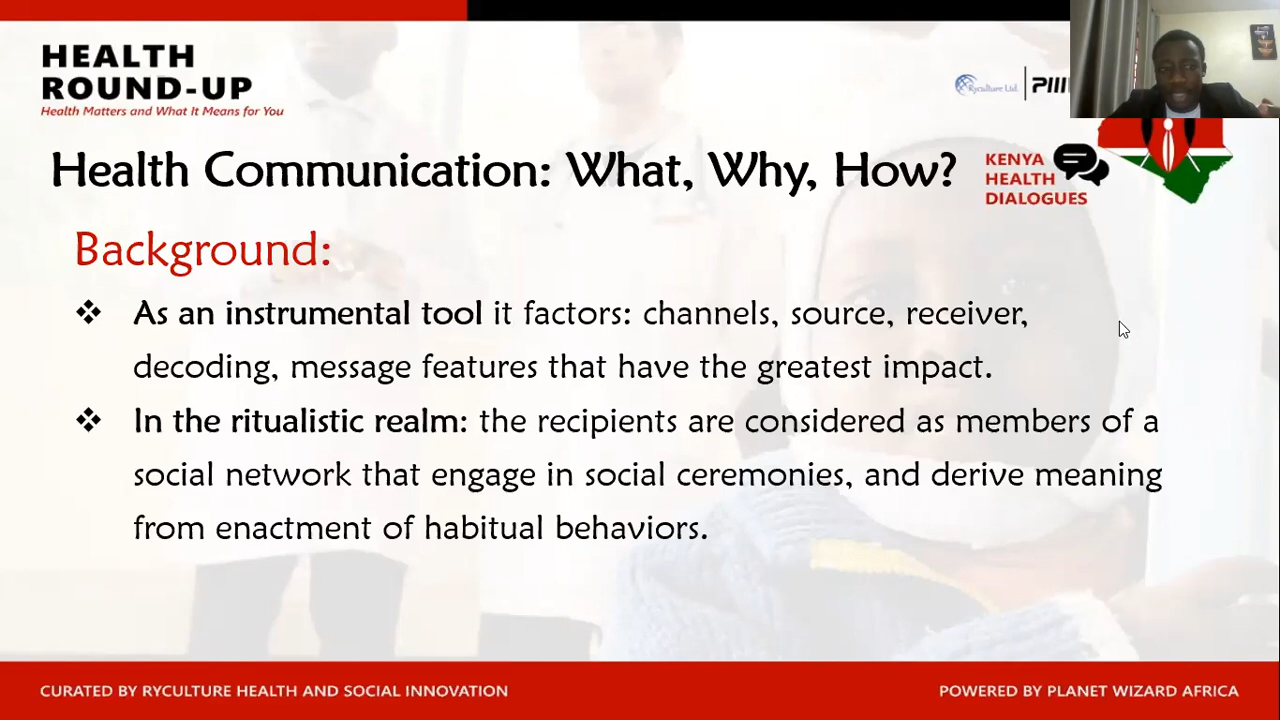 HEALTH
ROUND-UP
Health Matters and What it Means for You
Ryculture Ltd.
Health Communication: What, Why, How?
KENYA
HEALTH
DIALOGUES
Background:
❖ As an instrumental tool it factors: channels, source, receiver,
decoding, message features that have the greatest impact.
❖ In the ritualistic realm: the recipients are considered as members of a
social network that engage in social ceremonies, and derive meaning
from enactment of habitual behaviors.
CURATED BY RYCULTURE HEALTH AND SOCIAL INNOVATION
POWERED BY PLANET WIZARD AFRICA